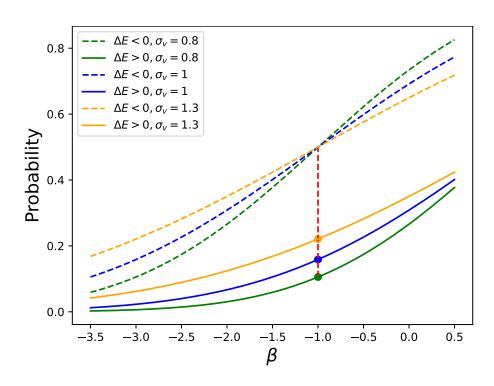 ΔE < 0, σᵥ = 0.8
ΔE > 0, σᵥ = 0.8
ΔE < 0, σᵥ = 1
ΔE > 0, σᵥ = 1
ΔE < 0, σᵥ = 1.3
ΔE > 0, σᵥ = 1.3
Probability
0.8
0.6
0.4
0.2
0.0
−3.5 −3.0 −2.5 −2.0 −1.5 −1.0 −0.5 0.0 0.5
β